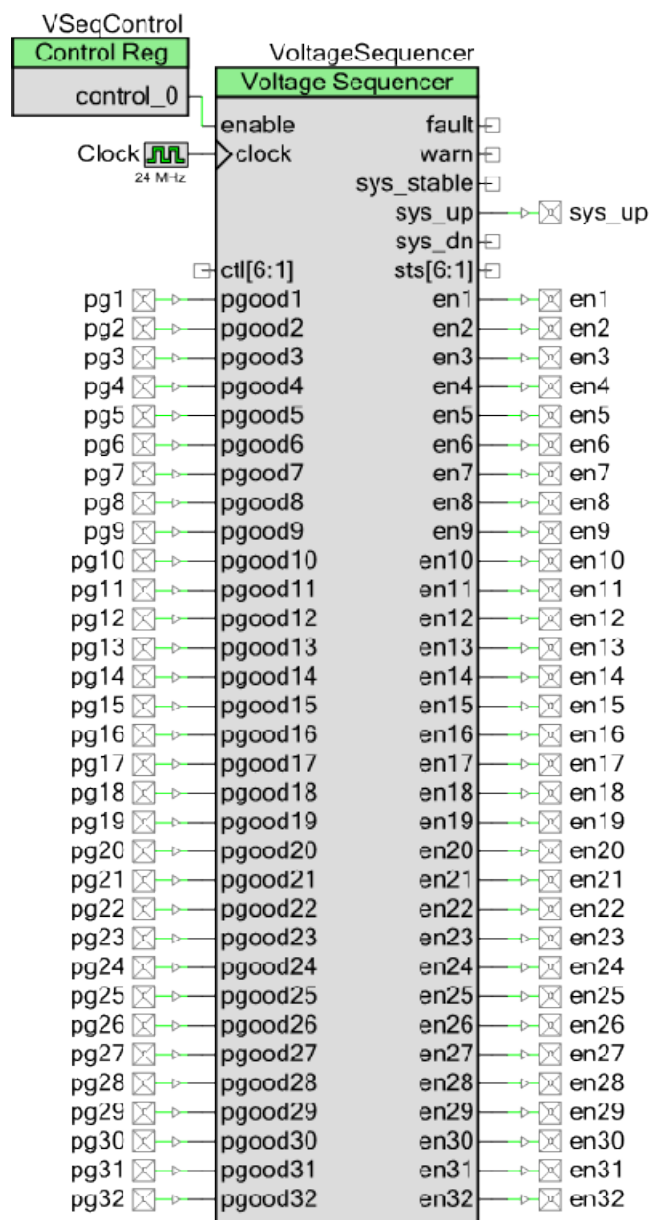 VSeqControl
Control Reg
control_0
VoltageSequencer
Voltage Sequencer
enable fault
Clock clock warn
24 MHz
sys_stable
sys_up sys_up
sys_dn
ctl[6:1] sts[6:1]
pg1 pgood1 en1 en1
pg2 pgood2 en2 en2
pg3 pgood3 en3 en3
pg4 pgood4 en4 en4
pg5 pgood5 en5 en5
pg6 pgood6 en6 en6
pg7 pgood7 en7 en7
pg8 pgood8 en8 en8
pg9 pgood9 en9 en9
pg10 pgood10 en10 en10
pg11 pgood11 en11 en11
pg12 pgood12 en12 en12
pg13 pgood13 en13 en13
pg14 pgood14 en14 en14
pg15 pgood15 en15 en15
pg16 pgood16 en16 en16
pg17 pgood17 en17 en17
pg18 pgood18 en18 en18
pg19 pgood19 en19 en19
pg20 pgood20 en20 en20
pg21 pgood21 en21 en21
pg22 pgood22 en22 en22
pg23 pgood23 en23 en23
pg24 pgood24 en24 en24
pg25 pgood25 en25 en25
pg26 pgood26 en26 en26
pg27 pgood27 en27 en27
pg28 pgood28 en28 en28
pg29 pgood29 en29 en29
pg30 pgood30 en30 en30
pg31 pgood31 en31 en31
pg32 pgood32 en32 en32